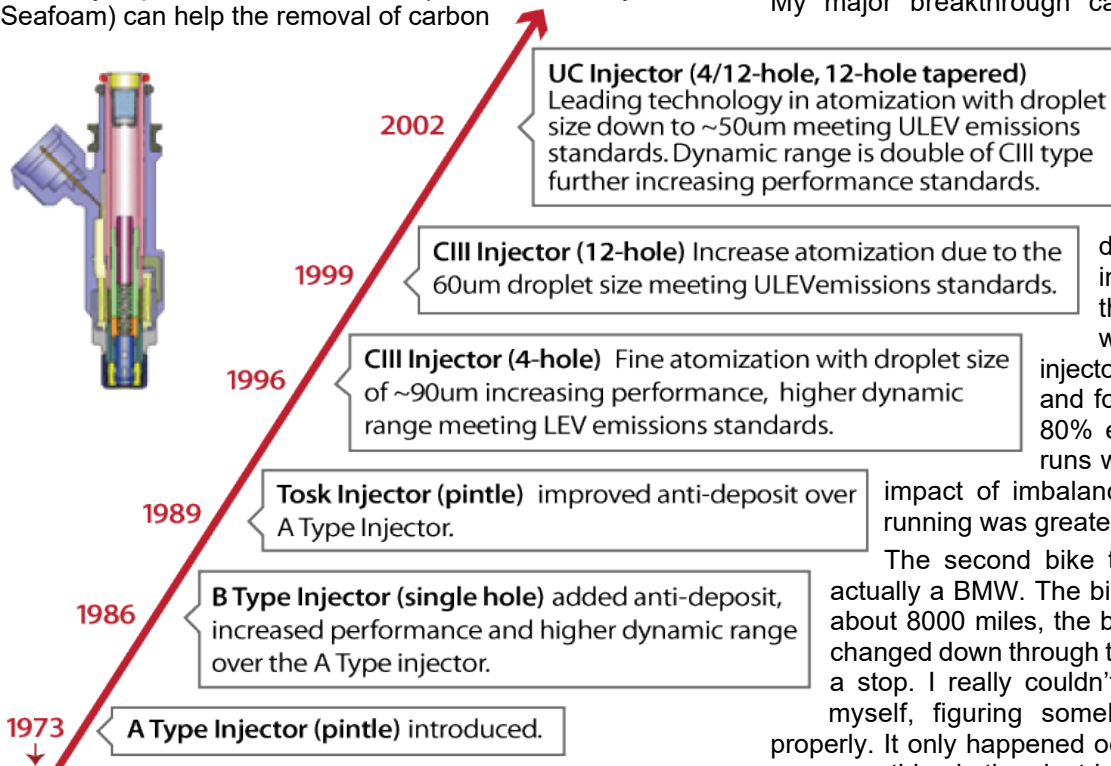 Seafoam) can help the removal of carbon
My major breakthrough ca
2002
UC Injector (4/12-hole, 12-hole tapered)
Leading technology in atomization with droplet
size down to ~50um meeting ULEV emissions
standards. Dynamic range is double of CIII type
further increasing performance standards.
1999
CIII Injector (12-hole) Increase atomization due to the
60um droplet size meeting ULEVemissions standards.
1996
CIII Injector (4-hole) Fine atomization with droplet size
of ~90um increasing performance, higher dynamic
range meeting LEV emissions standards.
1989
Tosk Injector (pintle) improved anti-deposit over
A Type Injector.
1986
B Type Injector (single hole) added anti-deposit,
increased performance and higher dynamic range
over the A Type injector.
1973
A Type Injector (pintle) introduced.
d
in
th
w
injecto
and fo
80% e
runs w
impact of imbalanc
running was greate
The second bike t
actually a BMW. The bi
about 8000 miles, the b
changed down through t
a stop. I really couldn't
myself, figuring somel
properly. It only happened oc